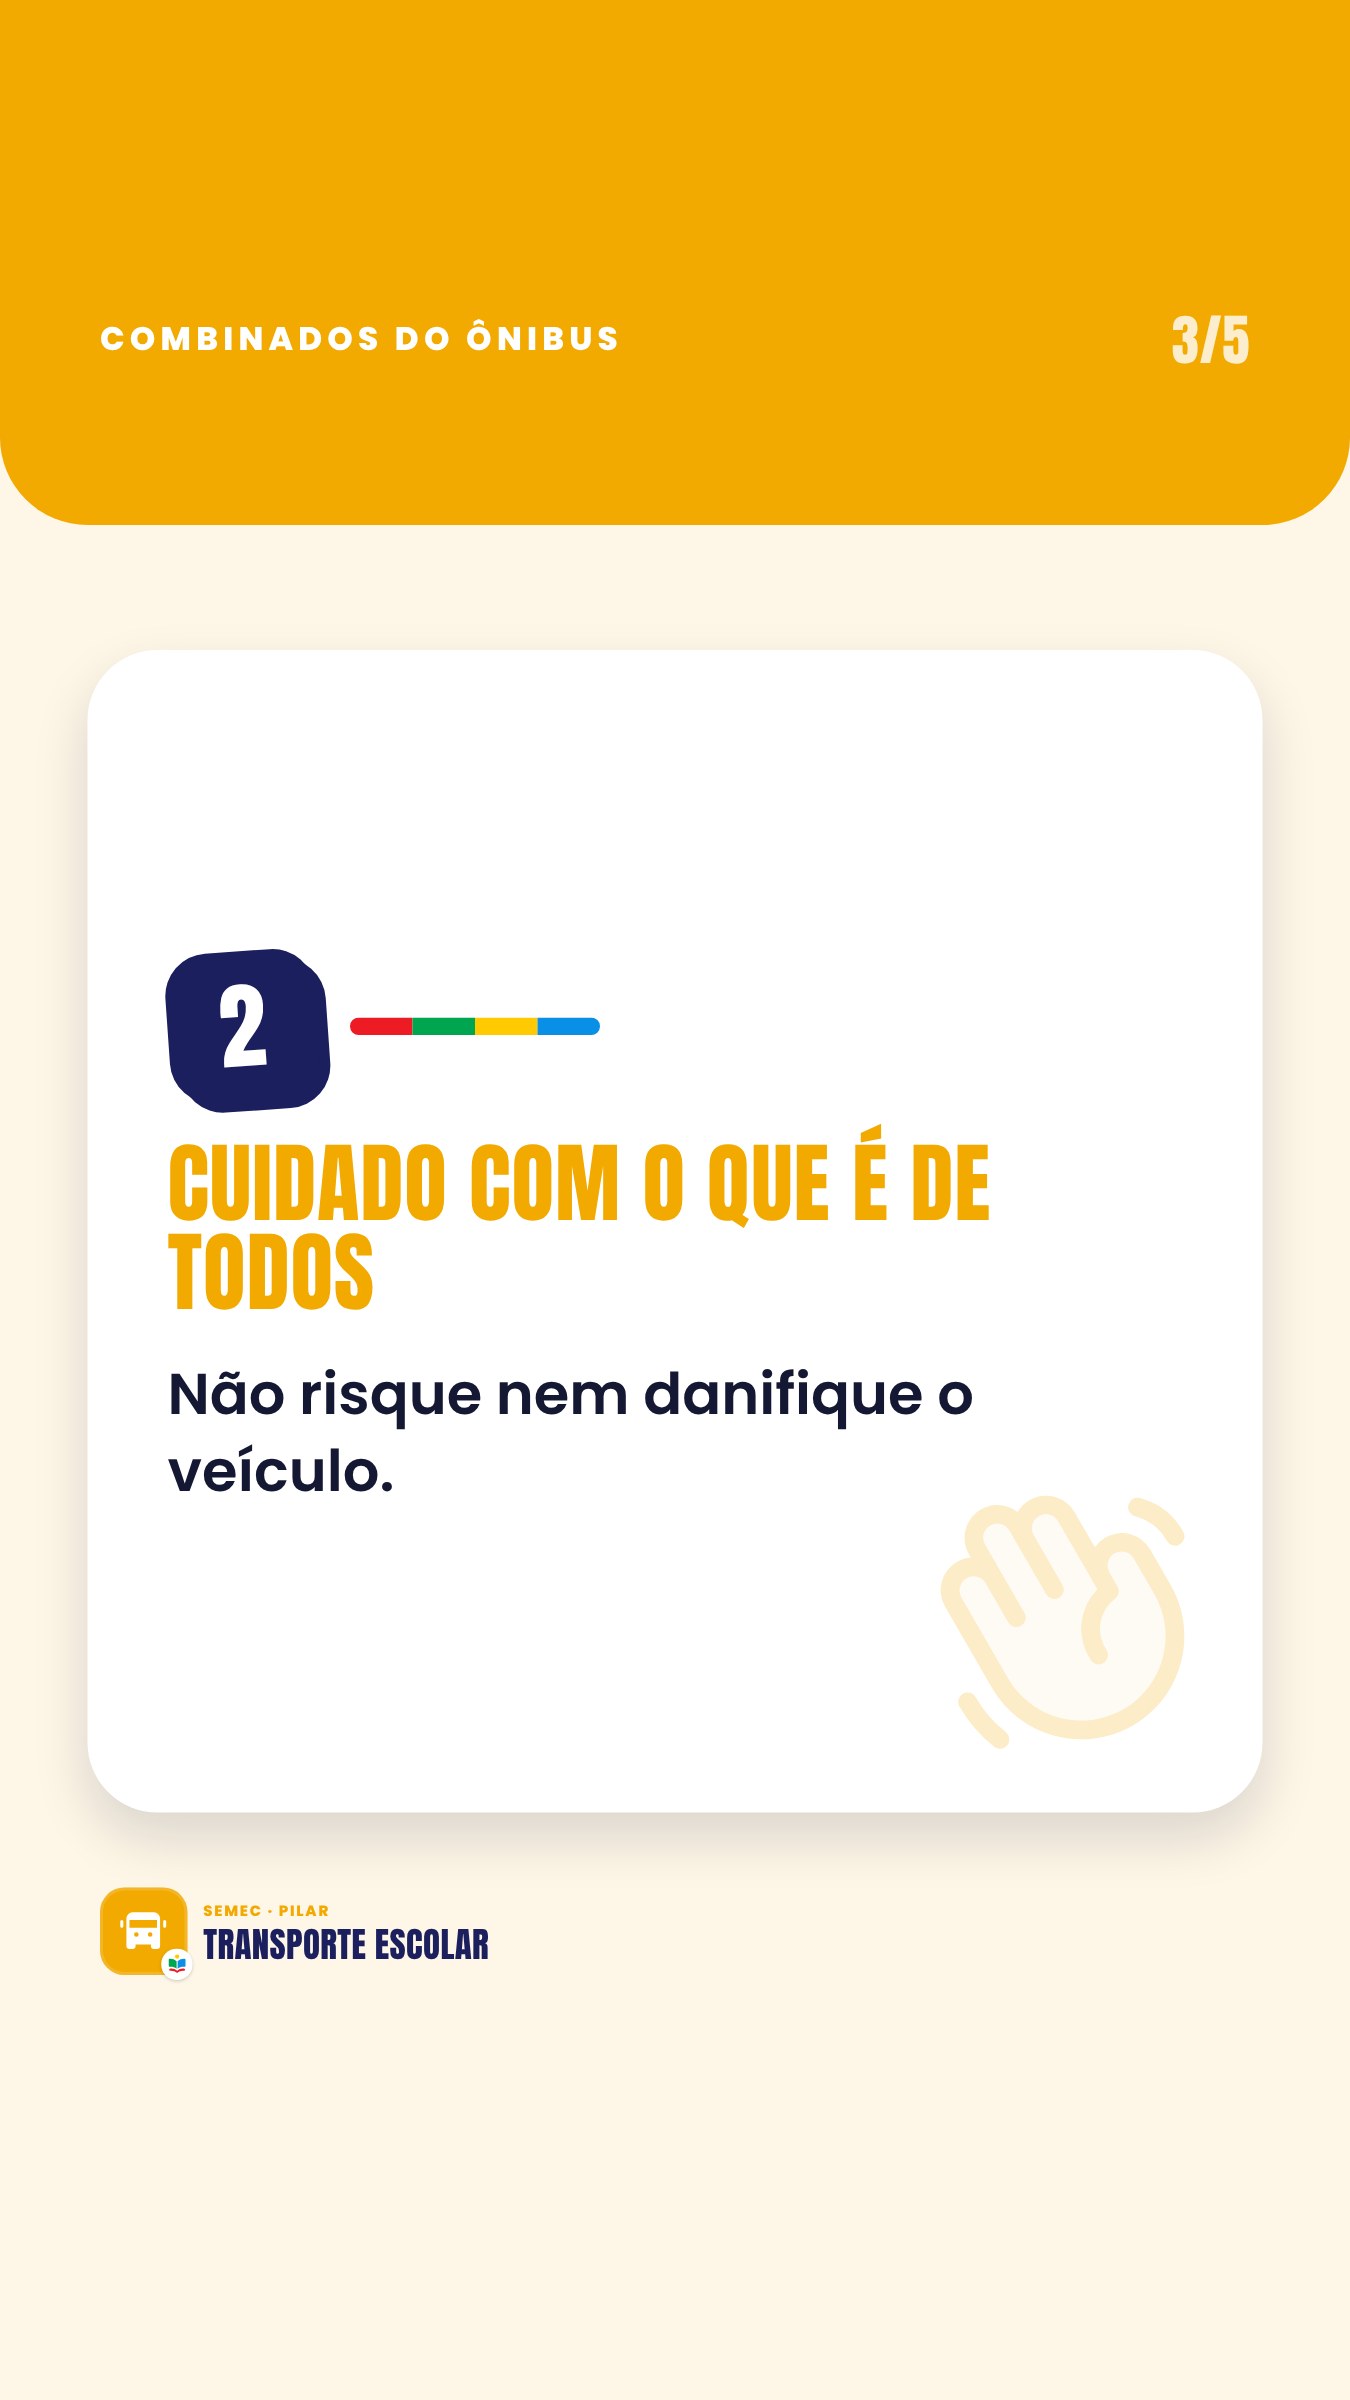 COMBINADOS DO ÔNIBUS
3/5
2
CUIDADO COM O QUE É DE
TODOS
Não risque nem danifique o
veículo.
SEMEC · PILAR
TRANSPORTE ESCOLAR